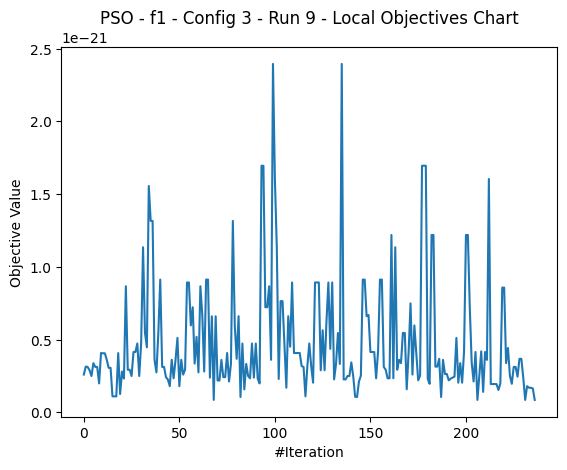 PSO - f1 - Config 3 - Run 9 - Local Objectives Chart
1e−21
2.5
2.0
1.5
1.0
0.5
0.0
Objective Value
0 50 100 150 200
#Iteration